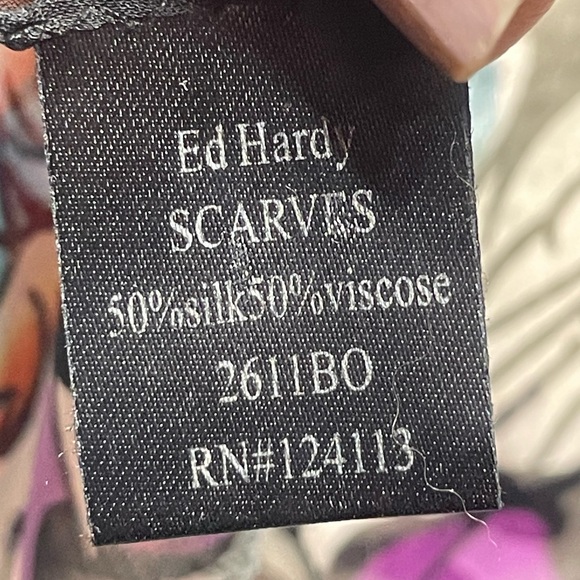 Ed Hardy
SCARVES
50%silk50%viscose
2611BO
RN#124113